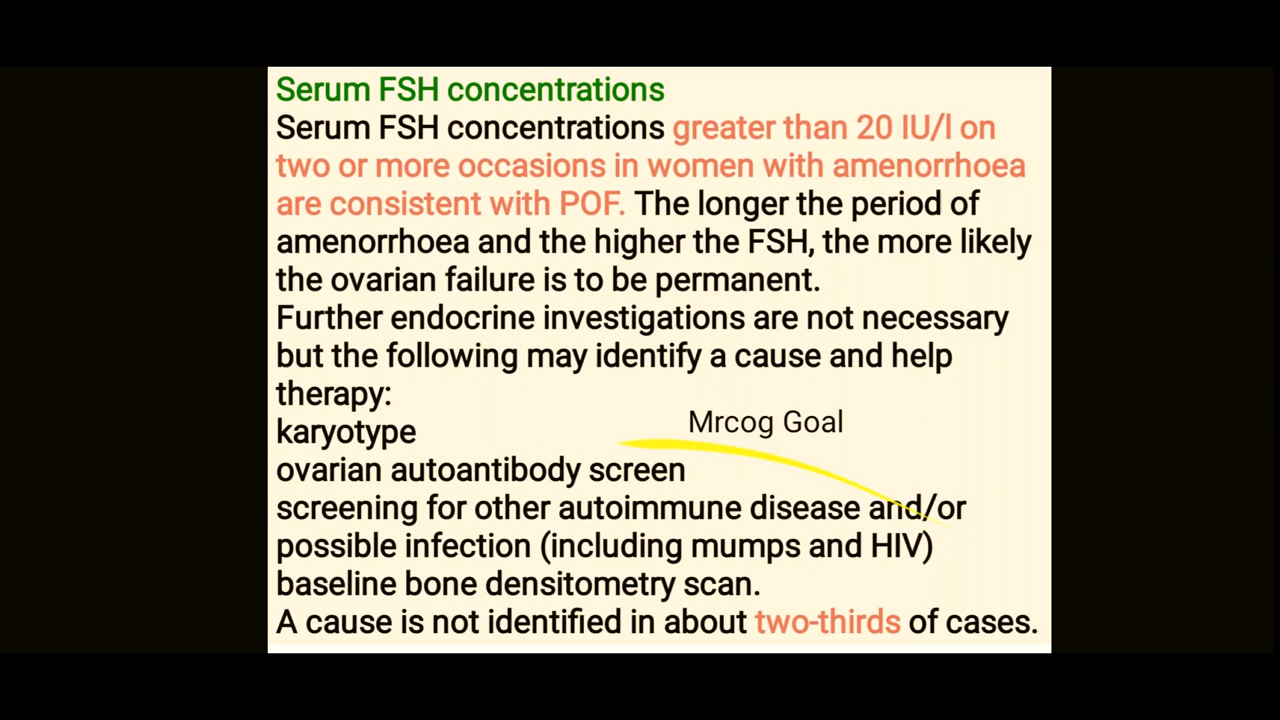 Serum FSH concentrations
Serum FSH concentrations greater than 20 IU/l on
two or more occasions in women with amenorrhoea
are consistent with POF. The longer the period of
amenorrhoea and the higher the FSH, the more likely
the ovarian failure is to be permanent.
Further endocrine investigations are not necessary
but the following may identify a cause and help
therapy:
Mrcog Goal
karyotype
ovarian autoantibody screen
screening for other autoimmune disease and/or
possible infection (including mumps and HIV)
baseline bone densitometry scan.
A cause is not identified in about two-thirds of cases.